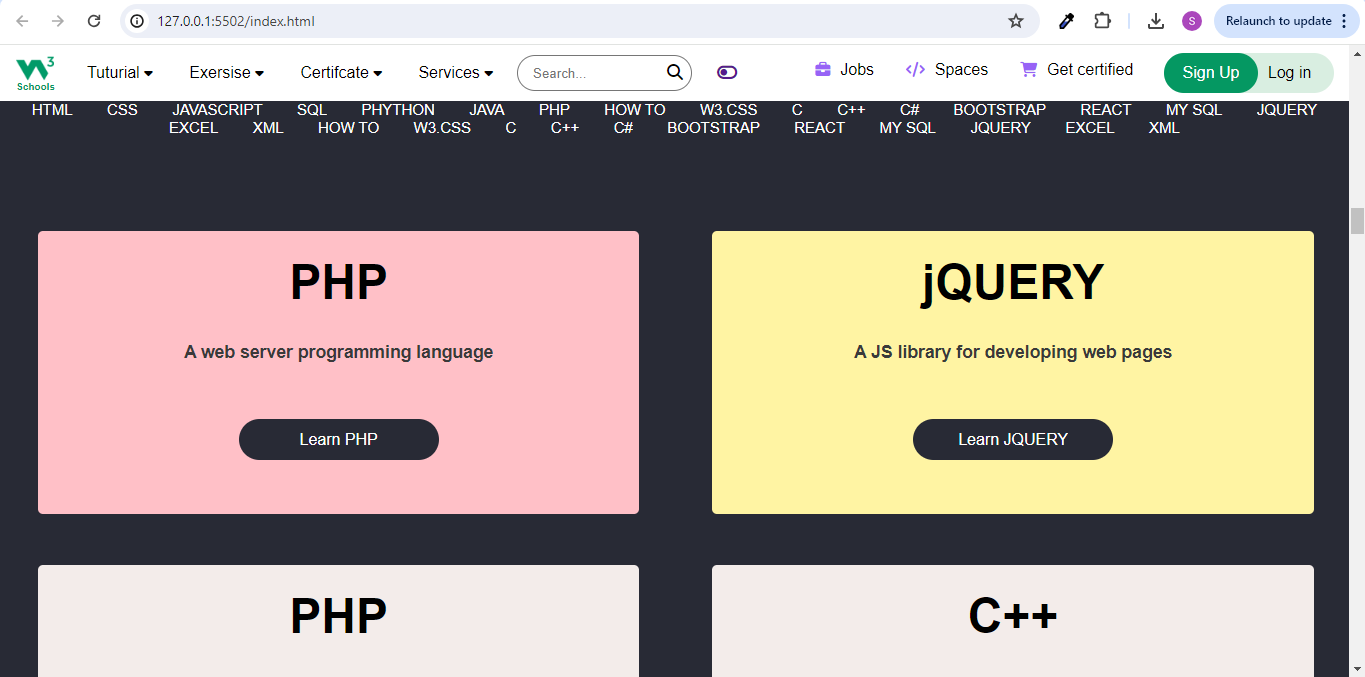 127.0.0.1:5502/index.html S Relaunch to update
W 3 Schools Tuturial Exersise Certifcate Services Search... Jobs Spaces Get certified Sign Up Log in
HTML CSS JAVASCRIPT SQL PHYTHON JAVA PHP HOW TO W3.CSS C C++ C# BOOTSTRAP REACT MY SQL JQUERY
EXCEL XML HOW TO W3.CSS C C++ C# BOOTSTRAP REACT MY SQL JQUERY EXCEL XML
PHP
A web server programming language
Learn PHP
jQUERY
A JS library for developing web pages
Learn JQUERY
PHP
C++